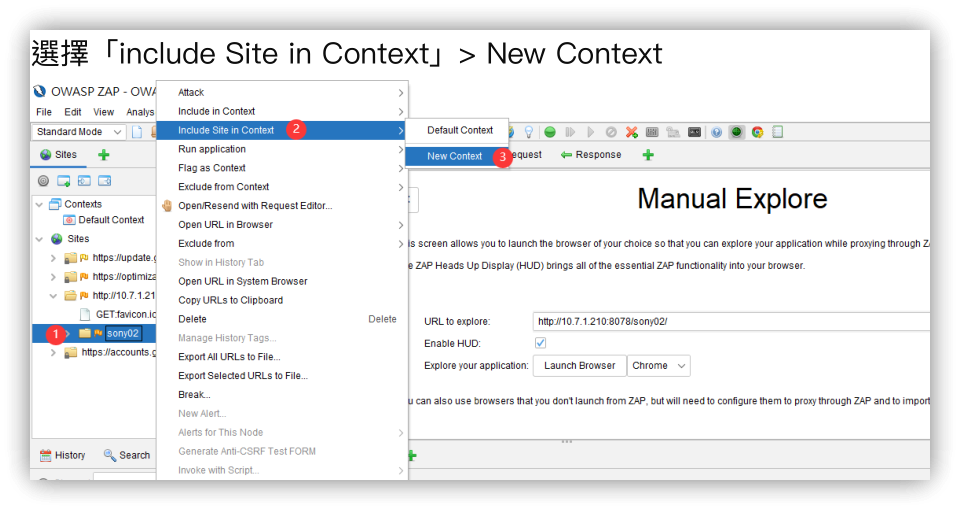 選擇「include Site in Context」> New Context
OWASP ZAP - OWA
File Edit View Analys
Standard Mode
Sites
Contexts
Default Context
Sites
https://update.g
https://optimiza
http://10.7.1.21
GET:favicon.ic
1 sony02
https://accounts.g
History Search
Attack
Include in Context
Include Site in Context 2
Run application
Flag as Context
Exclude from Context
Open/Resend with Request Editor...
Open URL in Browser
Exclude from
Show in History Tab
Open URL in System Browser
Copy URLs to Clipboard
Delete Delete
Manage History Tags...
Export All URLs to File...
Export Selected URLs to File...
Break...
New Alert...
Alerts for This Node
Generate Anti-CSRF Test FORM
Invoke with Script...
Default Context
New Context 3
quest Response
Manual Explore
is screen allows you to launch the browser of your choice so that you can explore your application while proxying through Z
e ZAP Heads Up Display (HUD) brings all of the essential ZAP functionality into your browser.
URL to explore: http://10.7.1.210:8078/sony02/
Enable HUD:
Explore your application: Launch Browser Chrome
u can also use browsers that you don't launch from ZAP, but will need to configure them to proxy through ZAP and to import